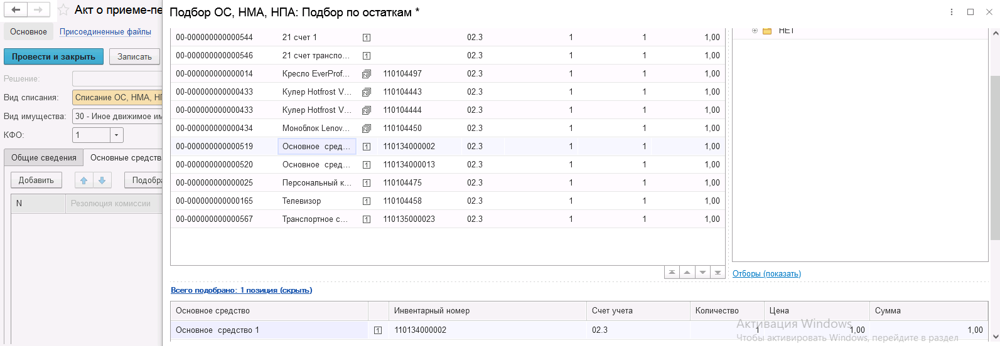 Акт о приеме-пе
Подбор ОС, НМА, НПА: Подбор по остаткам *
Основное Присоединенные файлы
Провести и закрыть Записать
Решение:
Вид списания: Списание ОС, НМА, НП
Вид имущества: 30 - Иное движимое им
КФО: 1
Общие сведения Основные средства
Добавить Подобра
N Резолюция комиссии
00-000000000000544 21 счет 1 1 02.3 1 1 1,00
00-000000000000546 21 счет транспо... 1 02.3 1 1 1,00
00-000000000000014 Кресло EverProf... N 110104497 02.3 1 1 1,00
00-000000000000433 Кулер Hotfrost V... N 110104443 02.3 1 1 1,00
00-000000000000433 Кулер Hotfrost V... N 110104444 02.3 1 1 1,00
00-000000000000434 Моноблок Lenov... N 110104450 02.3 1 1 1,00
00-000000000000519 Основное сред... 1 110134000002 02.3 1 1 1,00
00-000000000000520 Основное сред... 1 110134000013 02.3 1 1 1,00
00-000000000000025 Персональный к... 1 110104475 02.3 1 1 1,00
00-000000000000165 Телевизор 1 110104458 02.3 1 1 1,00
00-000000000000567 Транспортное с... 1 110135000023 02.3 1 1 1,00
НЕТ
Отборы (показать)
Всего подобрано: 1 позиция (скрыть)
Основное средство Инвентарный номер Счет учета Количество Цена Сумма
Основное средство 1 1 110134000002 02.3 1 1,00 1,00
Активация Windows
Чтобы активировать Windows, перейдите в раздел